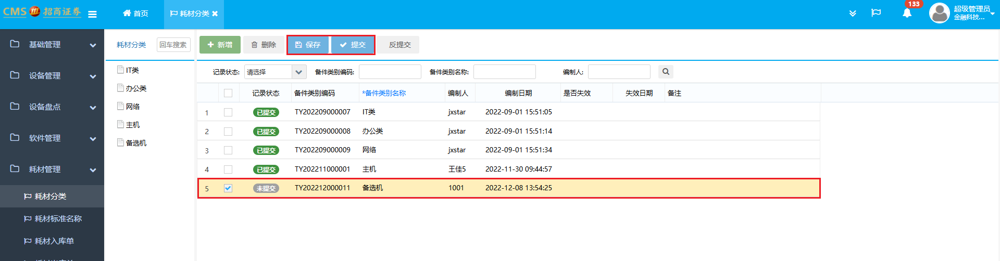 CMS 招商证券
首页
耗材分类
133
超级管理员
金融科技...
基础管理
设备管理
设备盘点
软件管理
耗材管理
耗材分类
耗材标准名称
耗材入库单
耗材分类 回车搜索
IT类
办公类
网络
主机
备选机
新增 删除 保存 提交 反提交
记录状态: 请选择 备件类别编码: 备件类别名称: 编制人:
记录状态 备件类别编码 *备件类别名称 编制人 编制日期 是否失效 失效日期 备注
1 已提交 TY202209000007 IT类 jxstar 2022-09-01 15:51:05
2 已提交 TY202209000008 办公类 jxstar 2022-09-01 15:51:14
3 已提交 TY202209000009 网络 jxstar 2022-09-01 15:51:34
4 已提交 TY202211000001 主机 王佳5 2022-11-30 09:44:57
5 未提交 TY202212000011 备选机 1001 2022-12-08 13:54:25